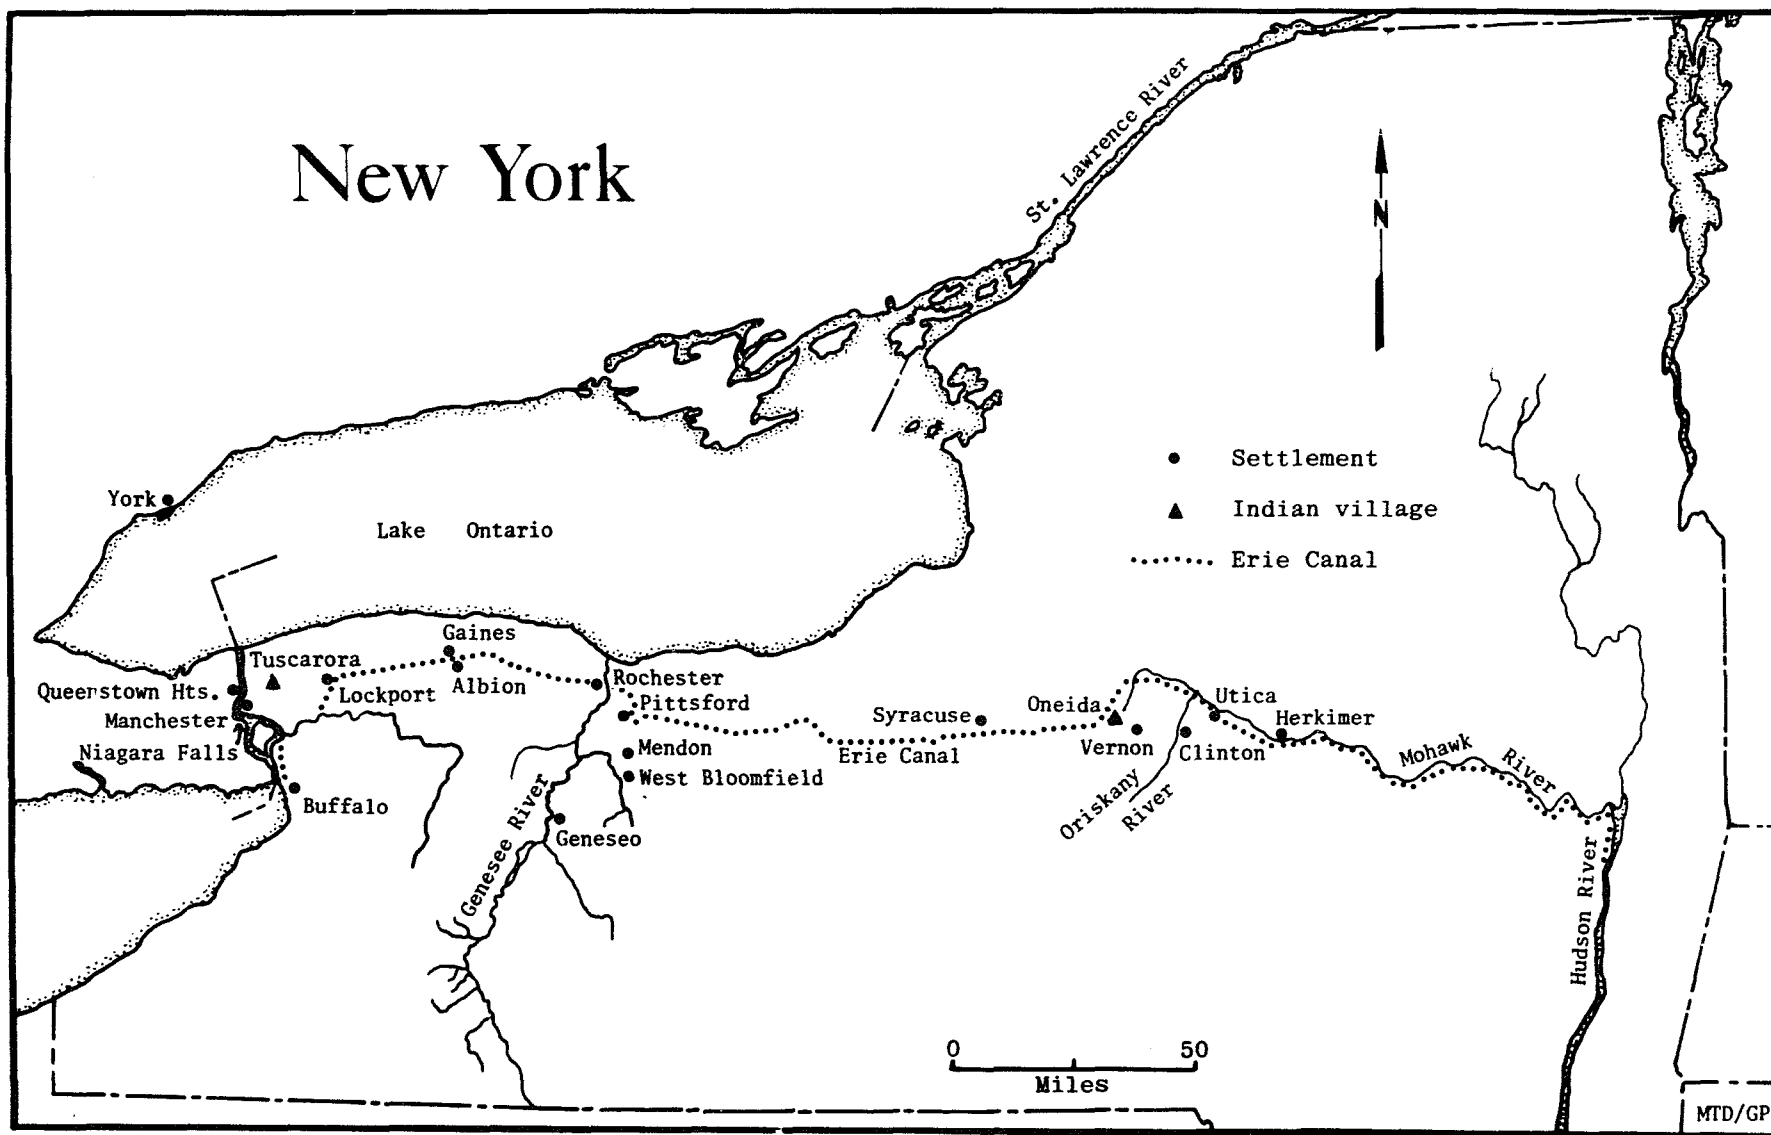 New York
St. Lawrence River
N
York
Lake Ontario
Settlement
Indian village
Erie Canal
Gaines
Tuscarora
Queenstown Hts.
Lockport
Albion
Rochester
Pittsford
Manchester
Niagara Falls
Mendon
West Bloomfield
Buffalo
Geneseo
Genesee River
Syracuse
Erie Canal
Oneida
Vernon
Utica
Clinton
Herkimer
Oriskany
River
Mohawk River
Hudson River
0 50
Miles
MTD/GP